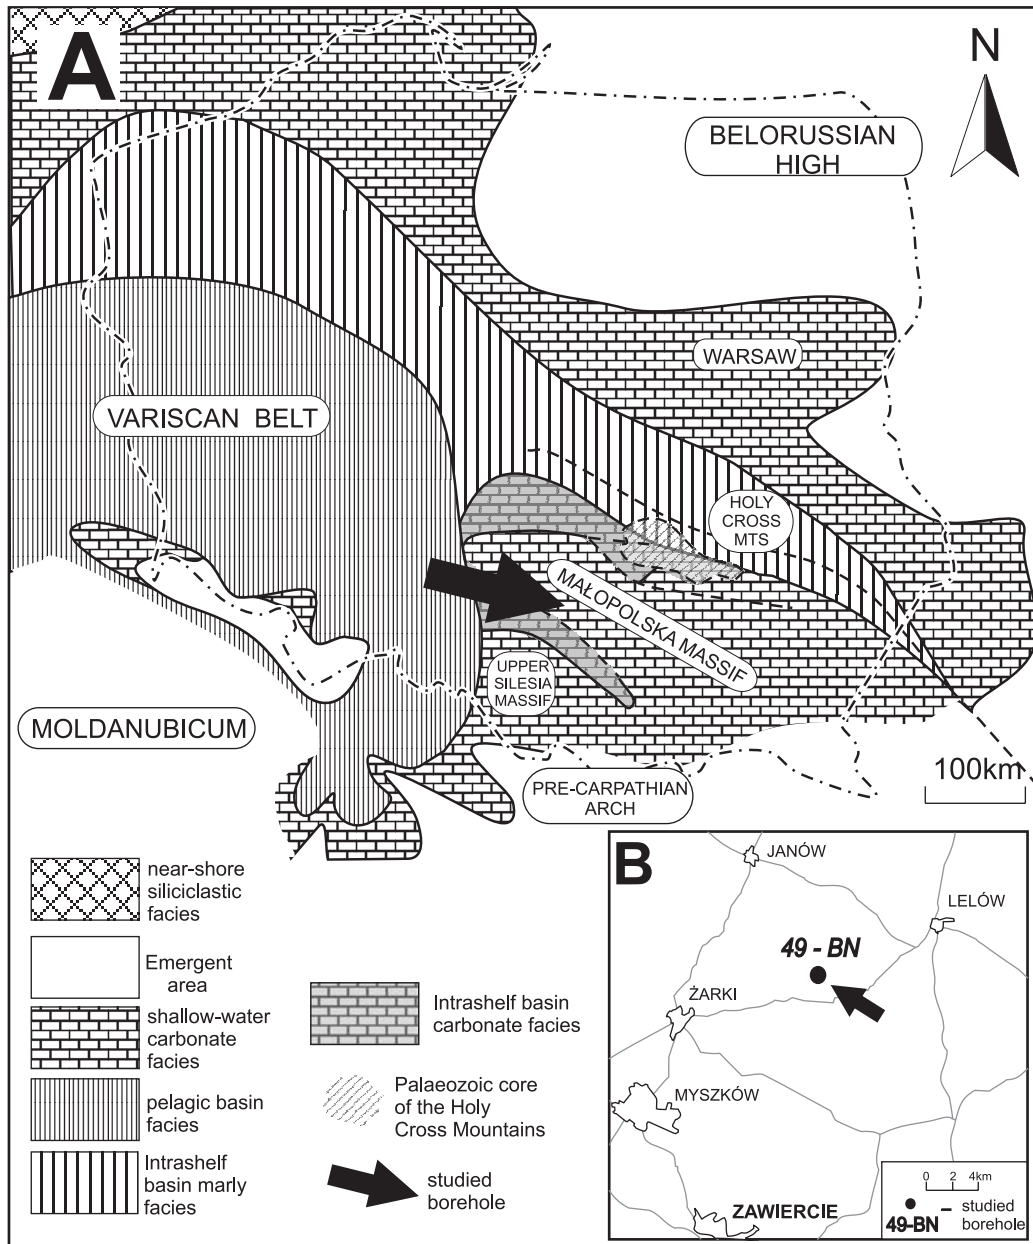 A
N
BELORUSSIAN
HIGH
WARSAW
VARISCAN BELT
HOLY
CROSS
MTS
MAŁOPOLSKA MASSIF
UPPER
SILESIA
MASSIF
MOLDANUBICUM
PRE-CARPATHIAN
ARCH
100km
near-shore
siliciclastic
facies
Emergent
area
shallow-water
carbonate
facies
pelagic basin
facies
Intrashelf
basin marly
facies
Intrashelf basin
carbonate facies
Palaeozoic core
of the Holy
Cross Mountains
studied
borehole
B
JANÓW
LELÓW
49 - BN
ŻARKI
MYSZKÓW
ZAWIERCIE
0 2 4km
49-BN – studied
borehole